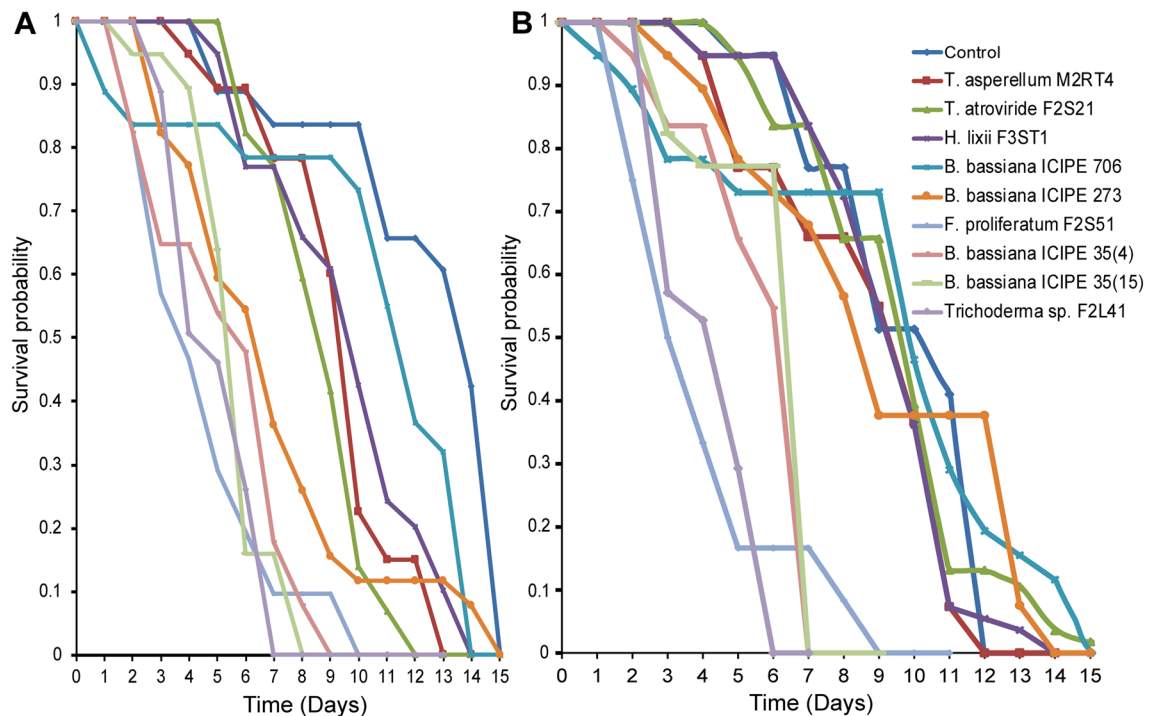 A
1
0.9
0.8
0.7
0.6
0.5
0.4
0.3
0.2
0.1
0
Survival probability
0 1 2 3 4 5 6 7 8 9 10 11 12 13 14 15
Time (Days)
B
1
0.9
0.8
0.7
0.6
0.5
0.4
0.3
0.2
0.1
0
Survival probability
0 1 2 3 4 5 6 7 8 9 10 11 12 13 14 15
Time (Days)
Control
T. asperellum M2RT4
T. atroviride F2S21
H. lixii F3ST1
B. bassiana ICIPE 706
B. bassiana ICIPE 273
F. proliferatum F2S51
B. bassiana ICIPE 35(4)
B. bassiana ICIPE 35(15)
Trichoderma sp. F2L41